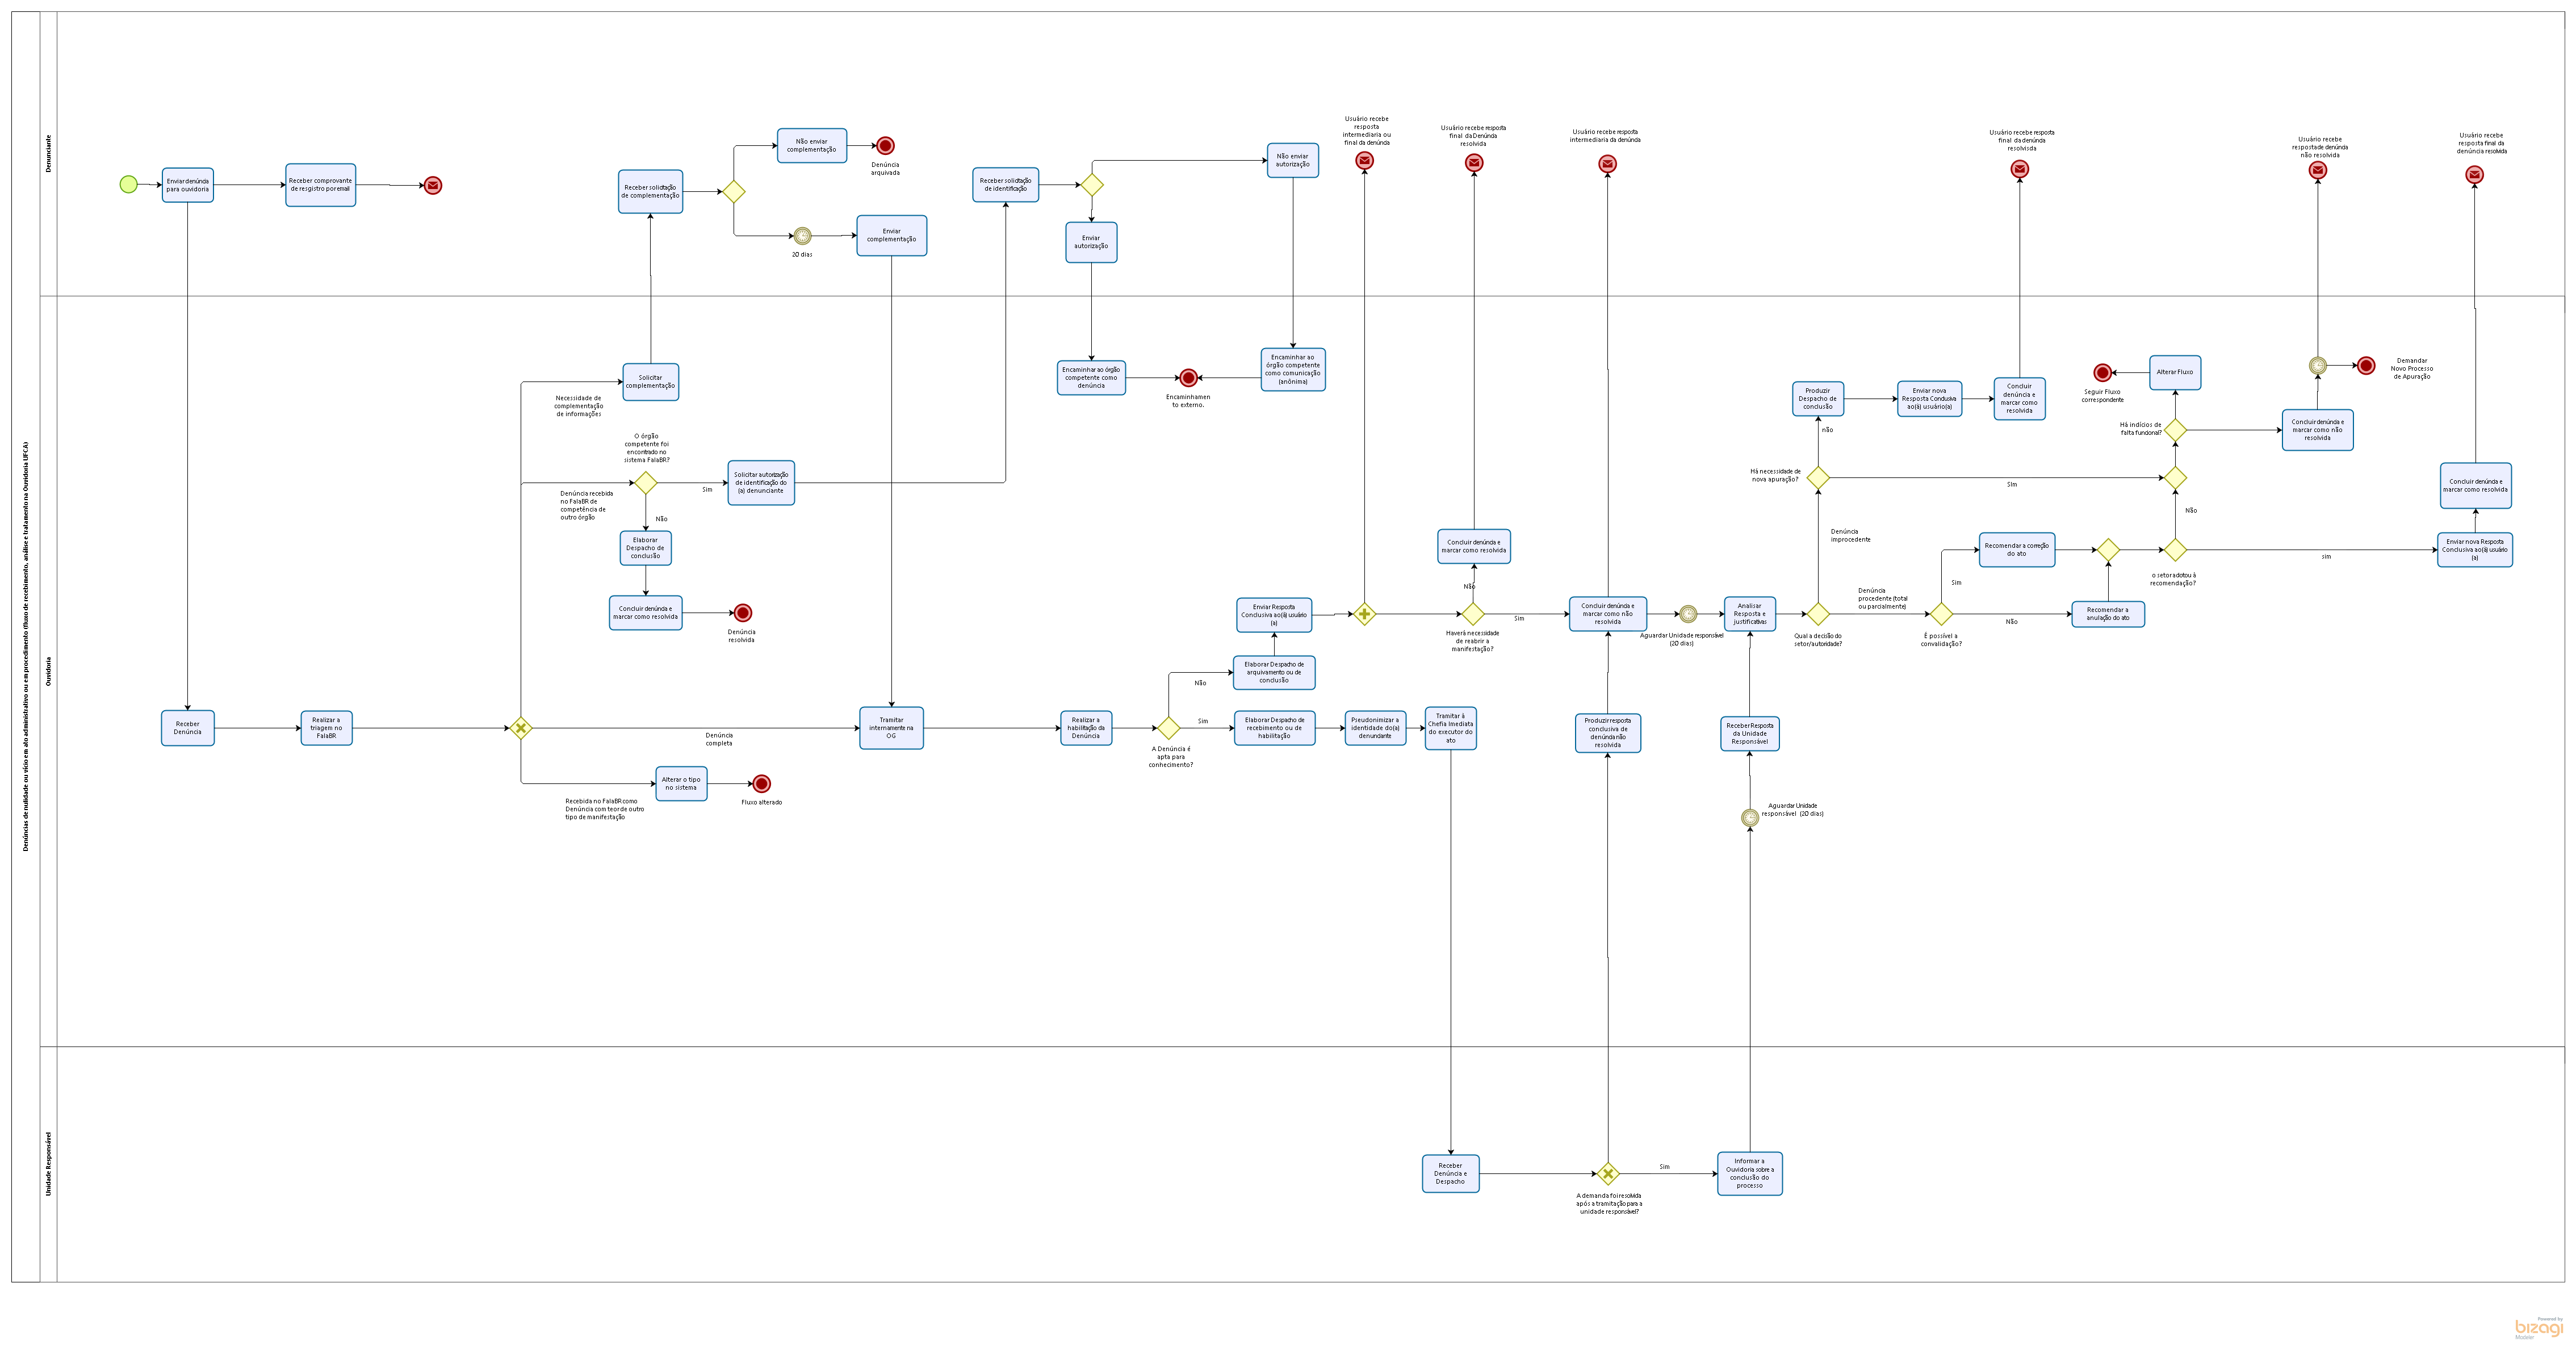 Denúncias de nulidade ou vício em ato administrativo ou em procedimento (fluxo de recebimento, análise e tratamento na Ouvidoria UFCA)
Denunciante
Enviar denúncia
para ouvidoria
Receber comprovante
de resgistro por email
Receber solicitação
de complementação
Não enviar
complementação
Denúncia
arquivada
20 dias
Enviar
complementação
Receber solicitação
de identificação
Enviar
autorização
Não enviar
autorização
Usuário recebe
resposta
intermediaria ou
final da denúncia
Usuário recebe resposta
final da Denúncia
resolvida
Usuário recebe resposta
intermediaria da denúncia
Usuário recebe resposta
final da denúncia
resolvisda
Usuário recebe
resposta de denúncia
não resolvida
Usuário recebe
resposta final da
denúncia resolvida
Ouvidoria
Receber
Denúncia
Realizar a
triagem no
FalaBR
Necessidade de
complementação
de informações
Solicitar
complementação
Denúncia recebida
no FalaBR de
competência de
outro órgão
O órgão
competente foi
encontrado no
sistema FalaBR?
Sim
Solicitar autorização
de identificação do
(a) denunciante
Não
Elaborar
Despacho de
conclusão
Concluir denúncia e
marcar como resolvida
Denúncia
resolvida
Denúncia
completa
Recebida no FalaBR como
Denúncia com teor de outro
tipo de manifestação
Alterar o tipo
no sistema
Fluxo alterado
Tramitar
internamente na
OG
Encaminhar ao órgão
competente como
denúncia
Encaminhamen
to externo.
Encaminhar ao
órgão competente
como comunicação
(anônima)
Realizar a
habilitação da
Denúncia
A Denúncia é
apta para
conhecimento?
Não
Elaborar Despacho de
arquivamento ou de
conclusão
Enviar Resposta
Conclusiva ao(à) usuário
(a)
Sim
Elaborar Despacho de
recebimento ou de
habilitação
Pseudonimizar a
identidade do(a)
denunciante
Tramitar à
Chefia Imediata
do executor do
ato
Haverá necessidade
de reabrir a
manifestação?
Não
Concluir denúncia e
marcar como resolvida
Sim
Concluir denúncia e
marcar como não
resolvida
Produzir resposta
conclusiva de
denúnda não
resolvida
Aguardar Unidade responsável
(20 dias)
Analisar
Resposta e
justificativas
Receber Resposta
da Unidade
Responsável
Aguardar Unidade
responsável (20 dias)
Qual a decisão do
setor/autoridade?
Denúncia
improcedente
Há necessidade de
nova apuração?
não
Produzir
Despacho de
conclusão
Enviar nova
Resposta Conclusiva
ao(à) usuário(a)
Concluir
denúncia e
marcar como
resolvida
SIm
Denúncia
procedente (total
ou parcialmente)
É possível a
convalidação?
Sim
Recomendar a correção
do ato
Não
Recomendar a
anulação do ato
o setor adotou à
recomendação?
Não
sim
Há indícios de
falta funcional?
Alterar Fluxo
Seguir Fluxo
correspondente
Concluir denúncia e
marcar como não
resolvida
Demandar
Novo Processo
de Apuração
Enviar nova Resposta
Conclusiva ao(à) usuário
(a)
Concluir denúncia e
marcar como resolvida
Unidade Responsável
Receber
Denúncia e
Despacho
A demanda foi resolvida
após a tramitação para a
unidade responsável?
Sim
Informar a
Ouvidoria sobre a
conclusão do
processo
Powered by
bizagi
Modeler